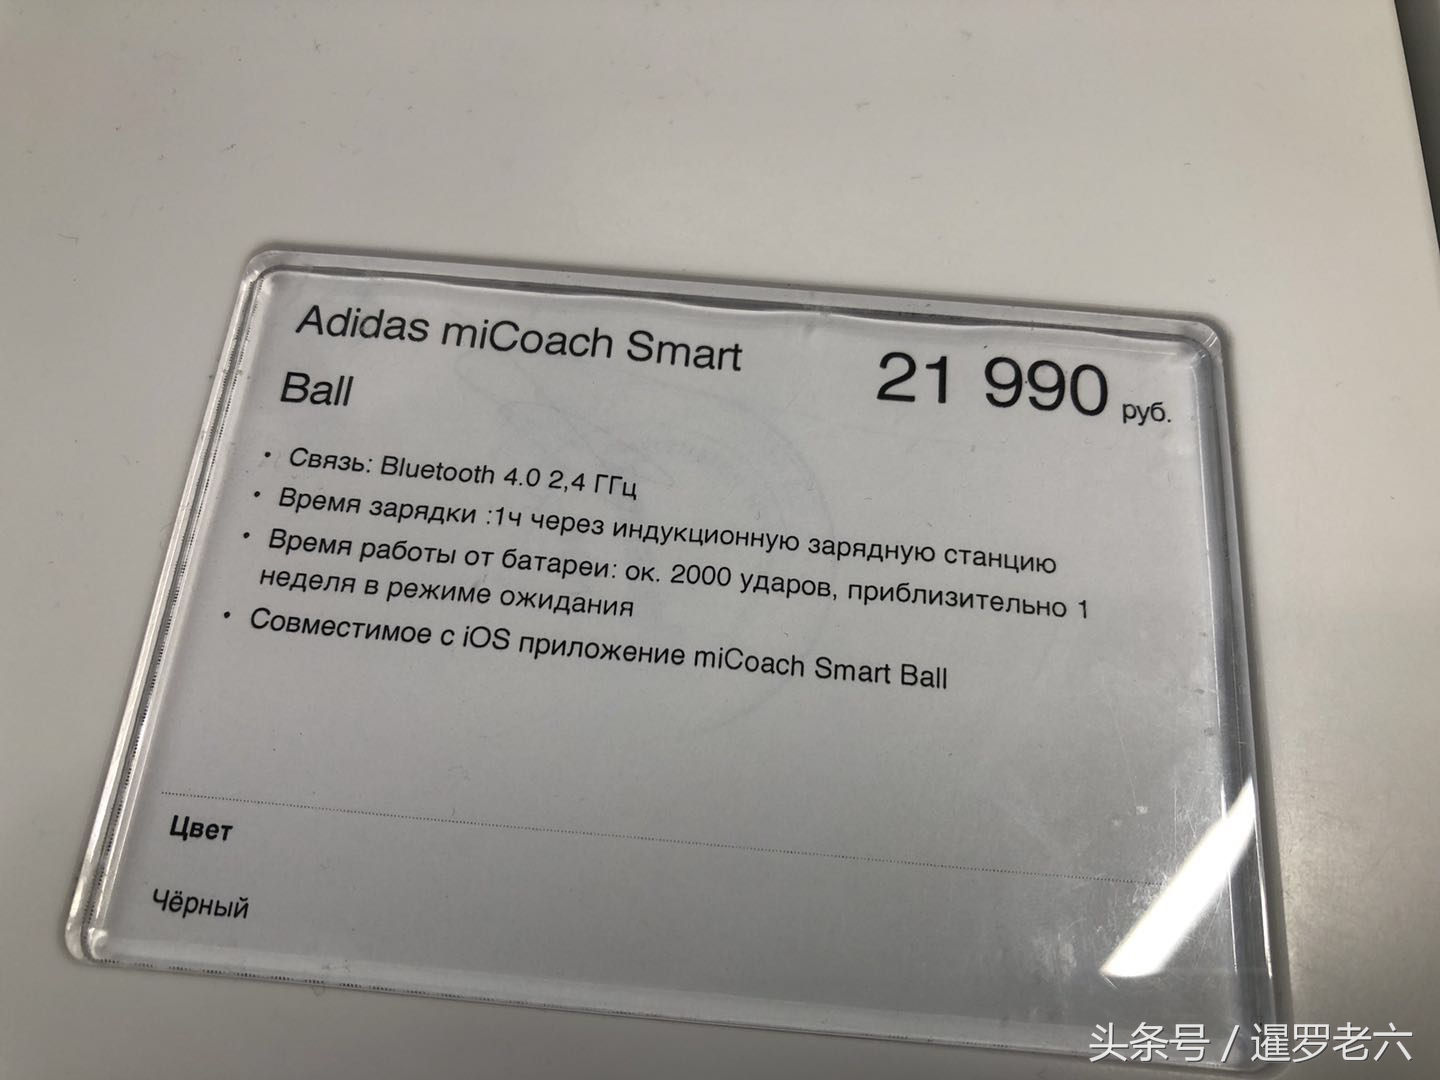 Adidas miCoach Smart
Ball
21 990 руб.
• Связь: Bluetooth 4.0 2,4 ГГц
• Время зарядки :1ч через индукционную зарядную станцию
• Время работы от батареи: ок. 2000 ударов, приблизительно 1
неделя в режиме ожидания
• Совместимое с iOS приложение miCoach Smart Ball
Цвет
Чёрный
头条号 / 暹罗老六